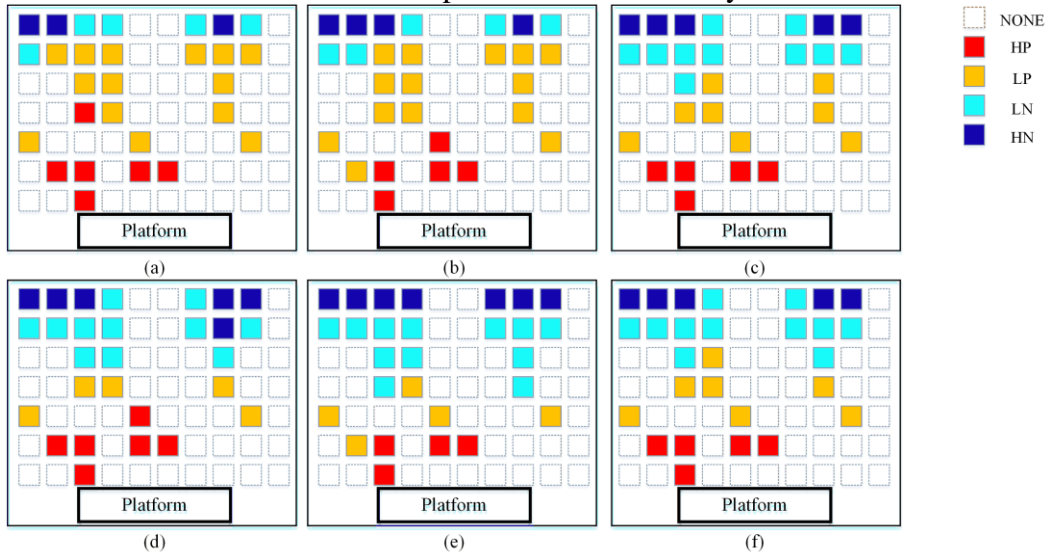 NONE
HP
LP
LN
HN
Platform
Platform
Platform
(a)
(b)
(c)
Platform
Platform
Platform
(d)
(e)
(f)